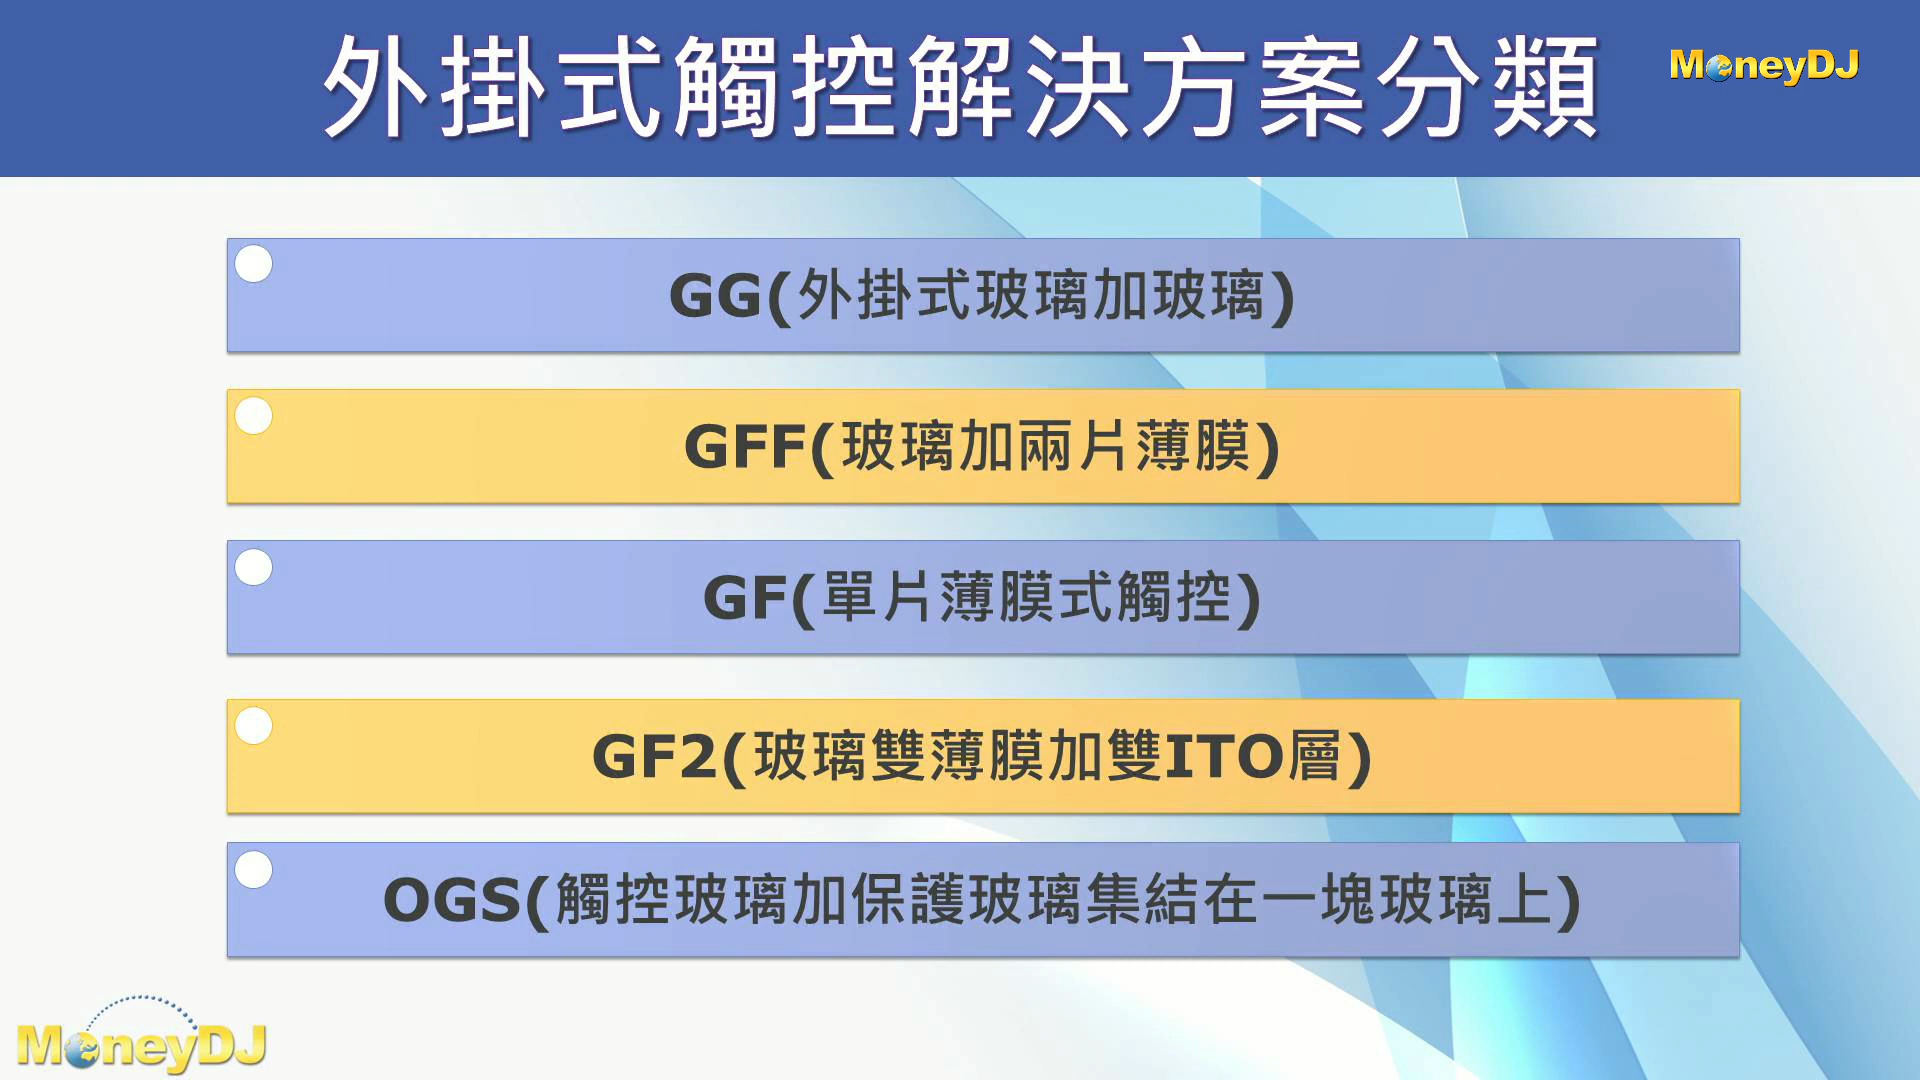 外掛式觸控解決方案分類
MoneyDJ
GG(外掛式玻璃加玻璃)
GFF(玻璃加兩片薄膜)
GF(單片薄膜式觸控)
GF2(玻璃雙薄膜加雙ITO層)
OGS(觸控玻璃加保護玻璃集結在一塊玻璃上)
MoneyDJ